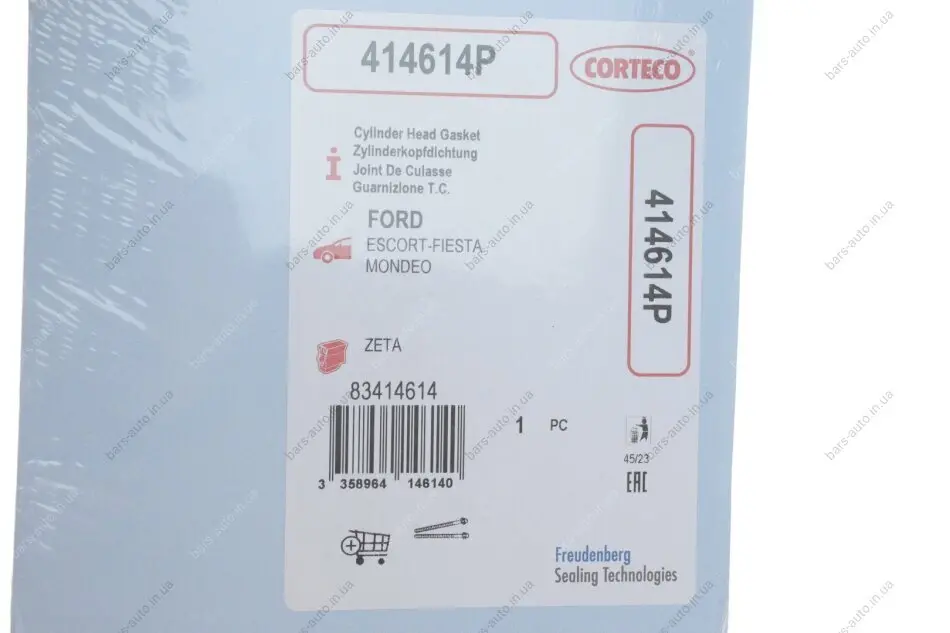 414614P
CORTECO®
Cylinder Head Gasket
Zylinderkopfdichtung
Joint De Culasse
Guarnizione T.C.
FORD
ESCORT-FIESTA
MONDEO
414614P
ZETA
83414614
1 PC
3 358964 146140
45/23
EAC
Freudenberg
Sealing Technologies
bars-auto.in.ua